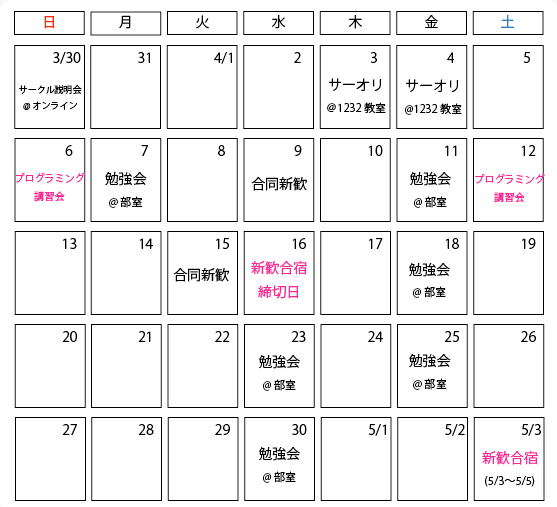 日 月 火 水 木 金 土
3/30 31 4/1 2 3 4 5
サークル説明会
@ オンライン
サーオリ
@1232 教室
サーオリ
@1232 教室
6 7 8 9 10 11 12
プログラミング
講習会
勉強会
@ 部室
合同新歓
勉強会
@ 部室
プログラミング
講習会
13 14 15 16 17 18 19
合同新歓
新歓合宿
締切日
勉強会
@ 部室
20 21 22 23 24 25 26
勉強会
@ 部室
勉強会
@ 部室
27 28 29 30 5/1 5/2 5/3
勉強会
@ 部室
新歓合宿
(5/3〜5/5)